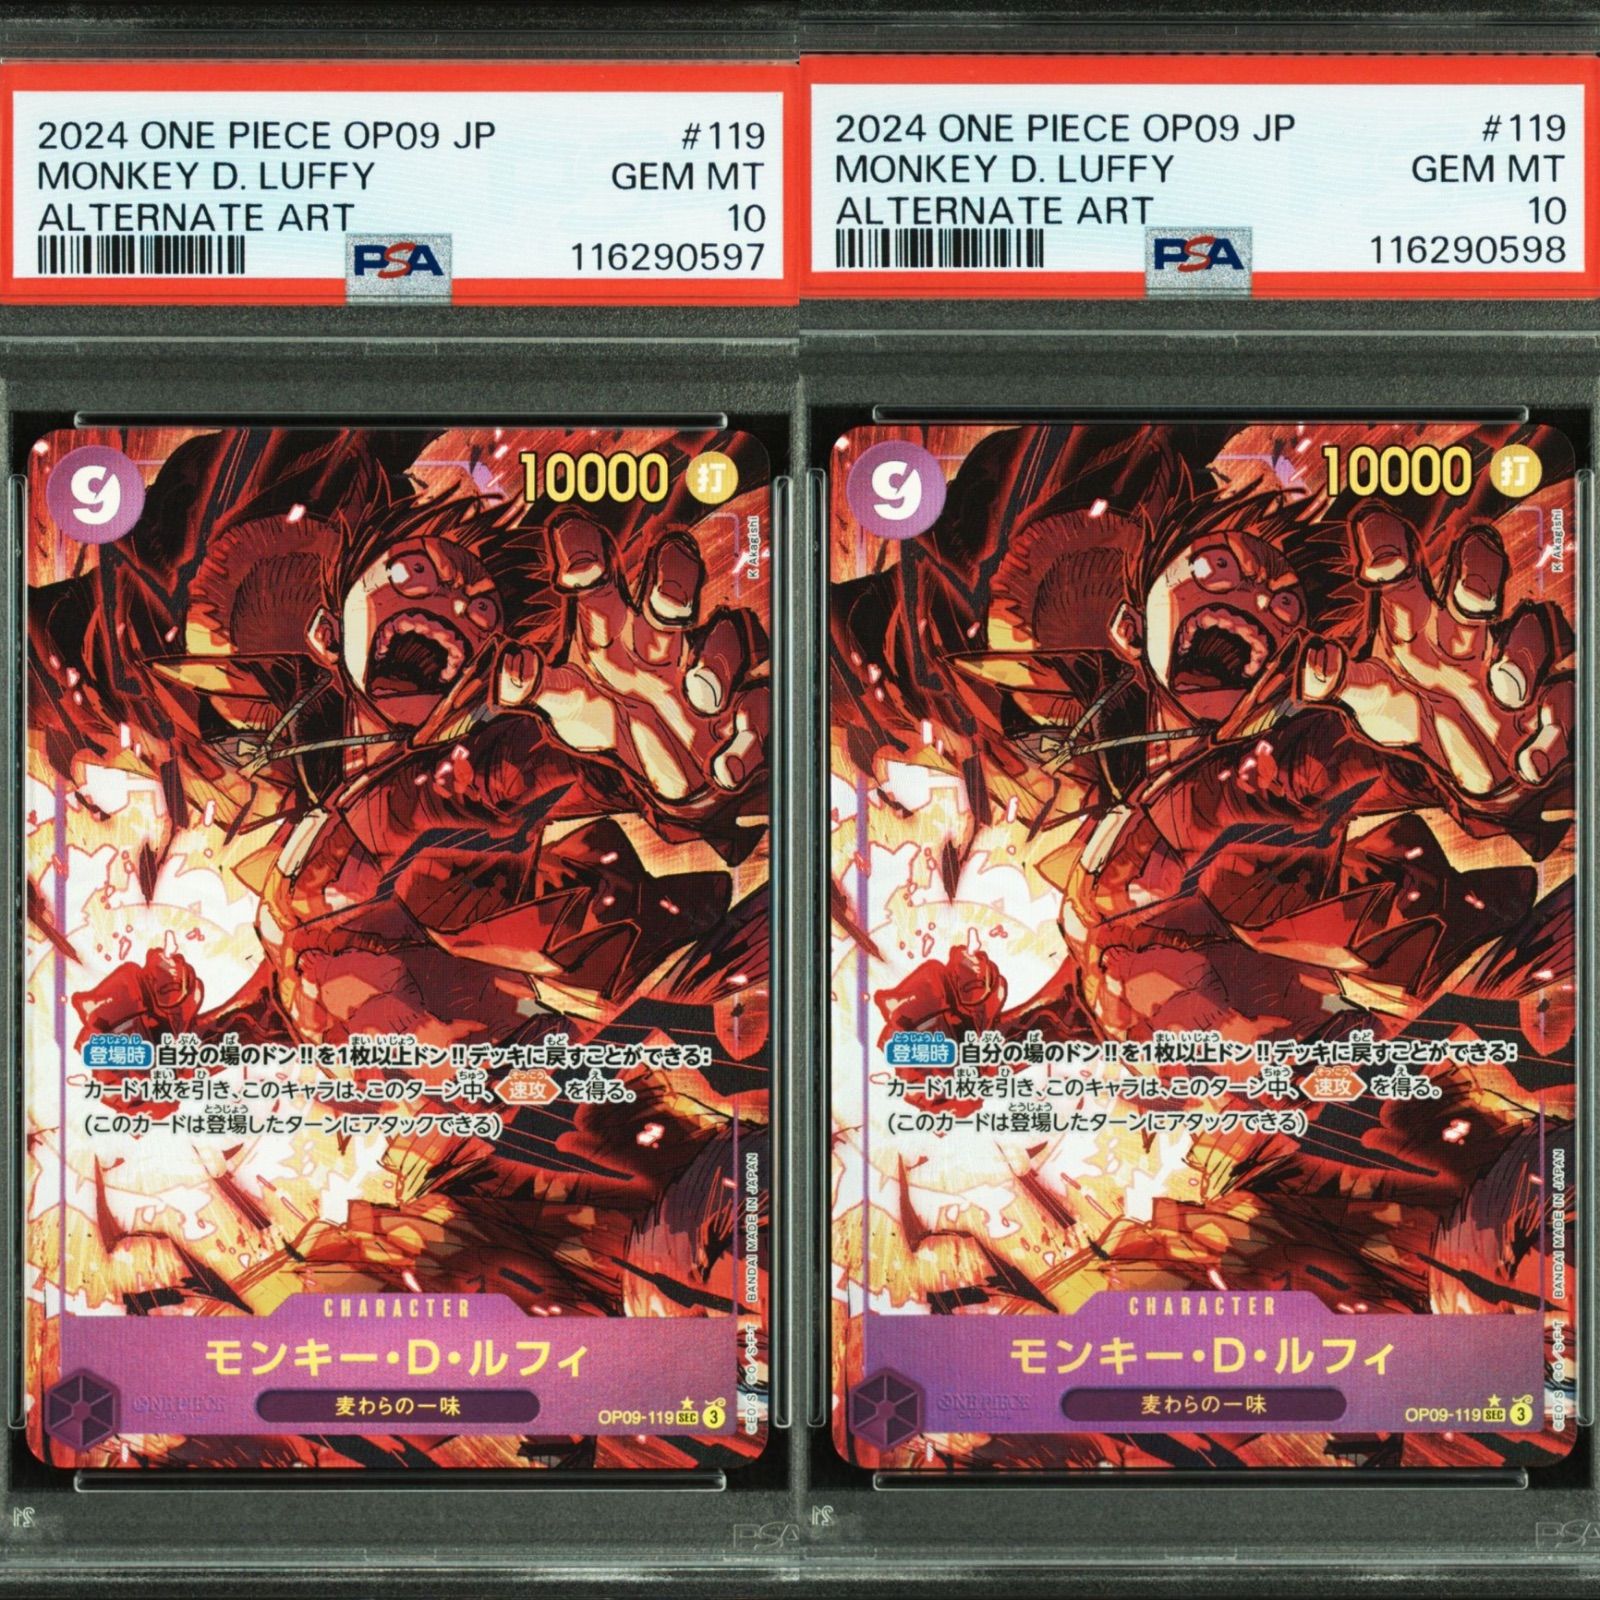 2024 ONE PIECE OP09 JP #119
MONKEY D. LUFFY GEM MT
ALTERNATE ART 10
PSA 116290597
9
10000 打
K Akagishi
登場時 自分の場のドン!!を1枚以上ドン!!デッキに戻すことができる:
カード1枚を引き、このキャラは、このターン中、速攻を得る。
(このカードは登場したターンにアタックできる)
BANDAI MADE IN JAPAN
CHARACTER
モンキー・D・ルフィ
ONE PIECE
CARD GAME
麦わらの一味
OP09-119 SEC 3
PSA
2024 ONE PIECE OP09 JP #119
MONKEY D. LUFFY GEM MT
ALTERNATE ART 10
PSA 116290598
9
10000 打
K Akagishi
登場時 自分の場のドン!!を1枚以上ドン!!デッキに戻すことができる:
カード1枚を引き、このキャラは、このターン中、速攻を得る。
(このカードは登場したターンにアタックできる)
BANDAI MADE IN JAPAN
CHARACTER
モンキー・D・ルフィ
ONE PIECE
CARD GAME
麦わらの一味
OP09-119 SEC 3
PSA